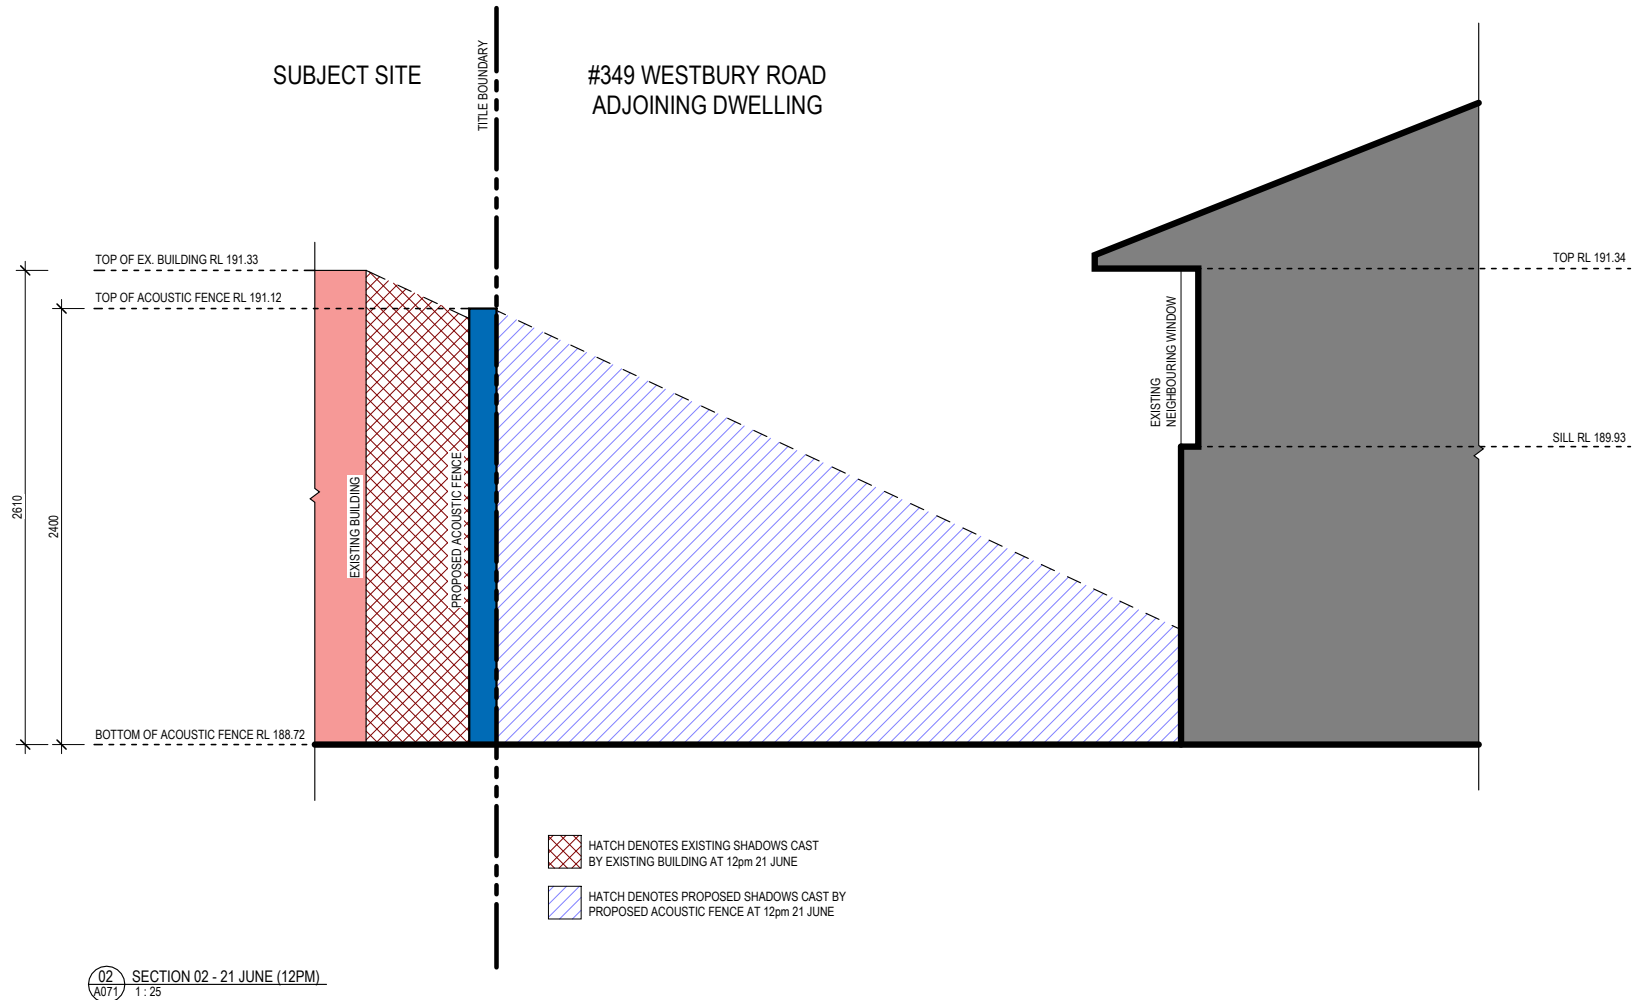 SUBJECT SITE
TITLE BOUNDARY
#349 WESTBURY ROAD
ADJOINING DWELLING
TOP OF EX. BUILDING RL 191.33
TOP RL 191.34
TOP OF ACOUSTIC FENCE RL 191.12
EXISTING
NEIGHBOURING WINDOW
SILL RL 189.93
2610
2400
EXISTING BUILDING
PROPOSED ACOUSTIC FENCE
BOTTOM OF ACOUSTIC FENCE RL 188.72
HATCH DENOTES EXISTING SHADOWS CAST
BY EXISTING BUILDING AT 12pm 21 JUNE
HATCH DENOTES PROPOSED SHADOWS CAST BY
PROPOSED ACOUSTIC FENCE AT 12pm 21 JUNE
02 SECTION 02 - 21 JUNE (12PM)
A071 1 : 25